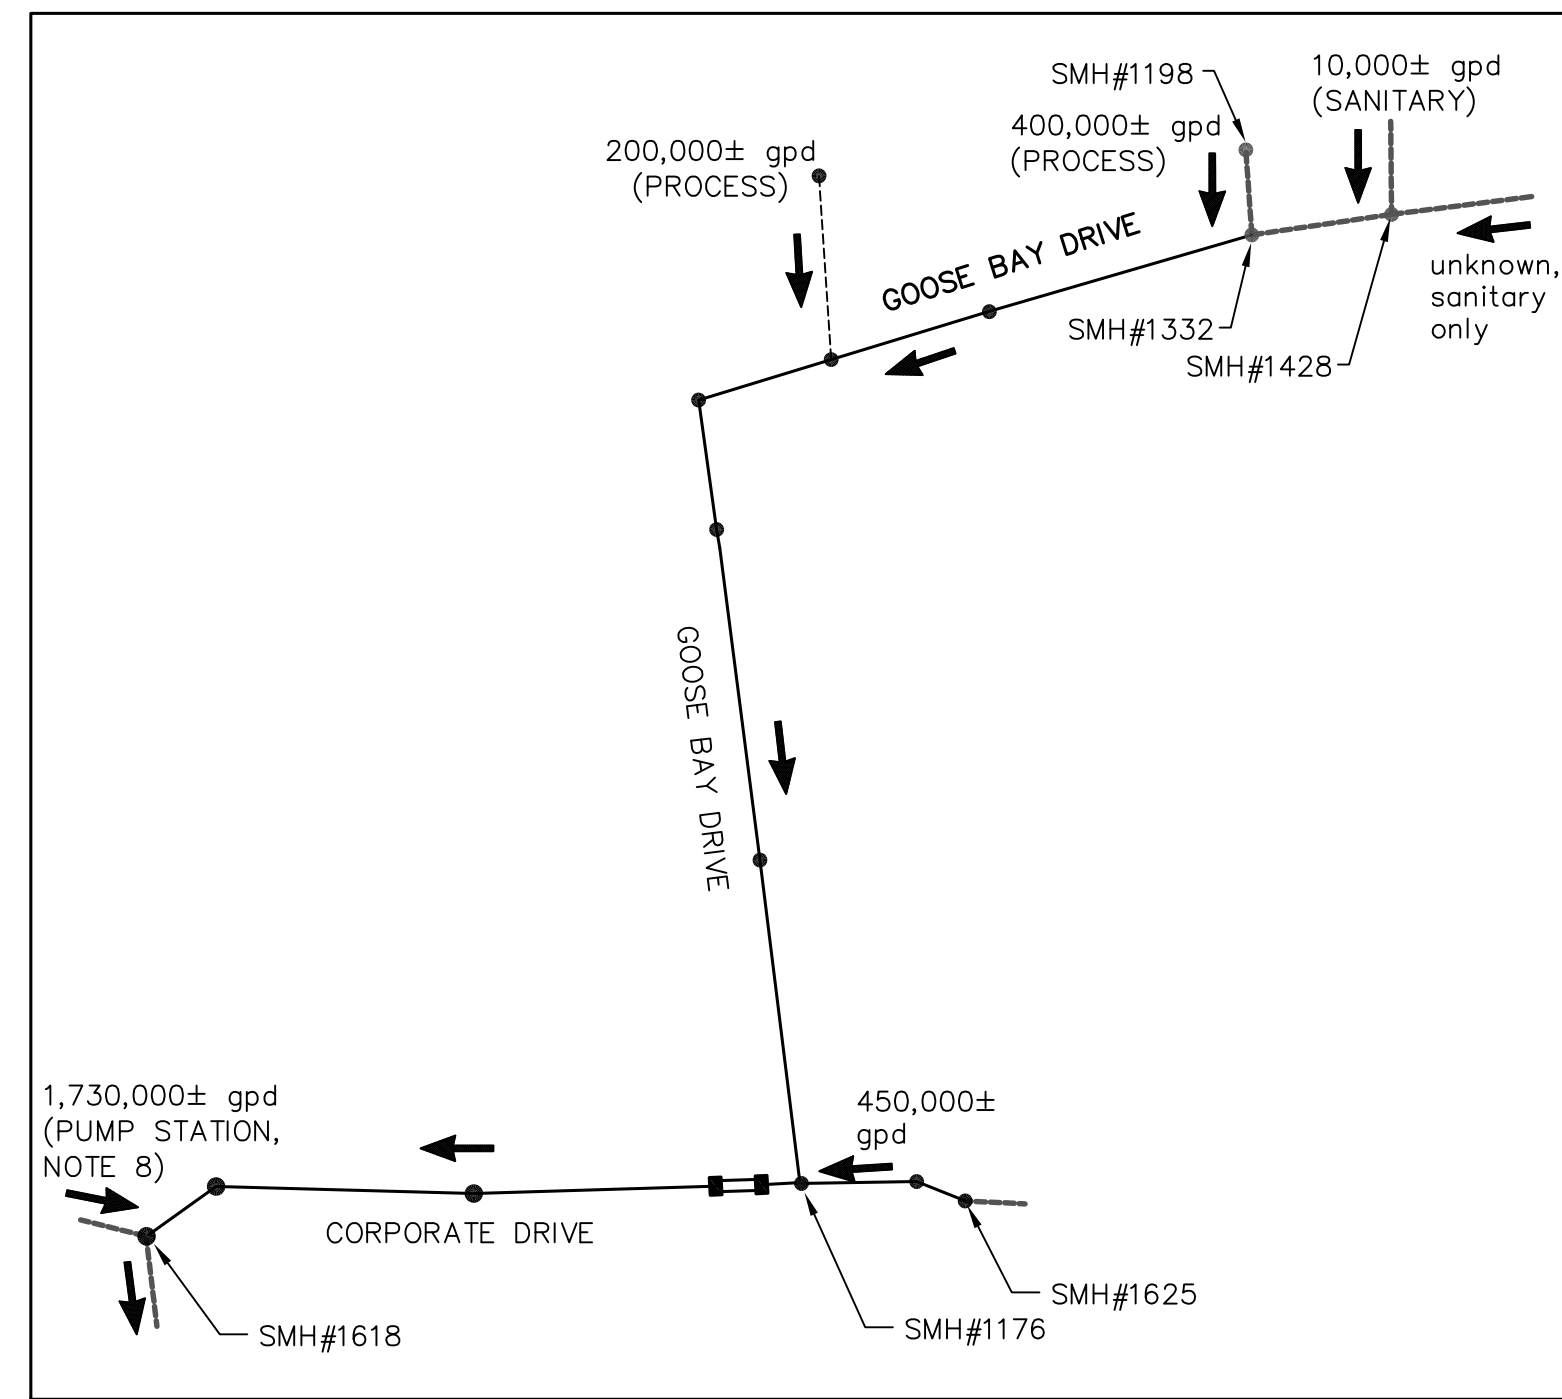 SMH#1198
10,000± gpd
(SANITARY)
400,000± gpd
(PROCESS)
200,000± gpd
(PROCESS)
GOOSE BAY DRIVE
unknown,
sanitary
only
SMH#1332
SMH#1428
GOOSE BAY DRIVE
1,730,000± gpd
(PUMP STATION,
NOTE 8)
450,000±
gpd
CORPORATE DRIVE
SMH#1625
SMH#1176
SMH#1618